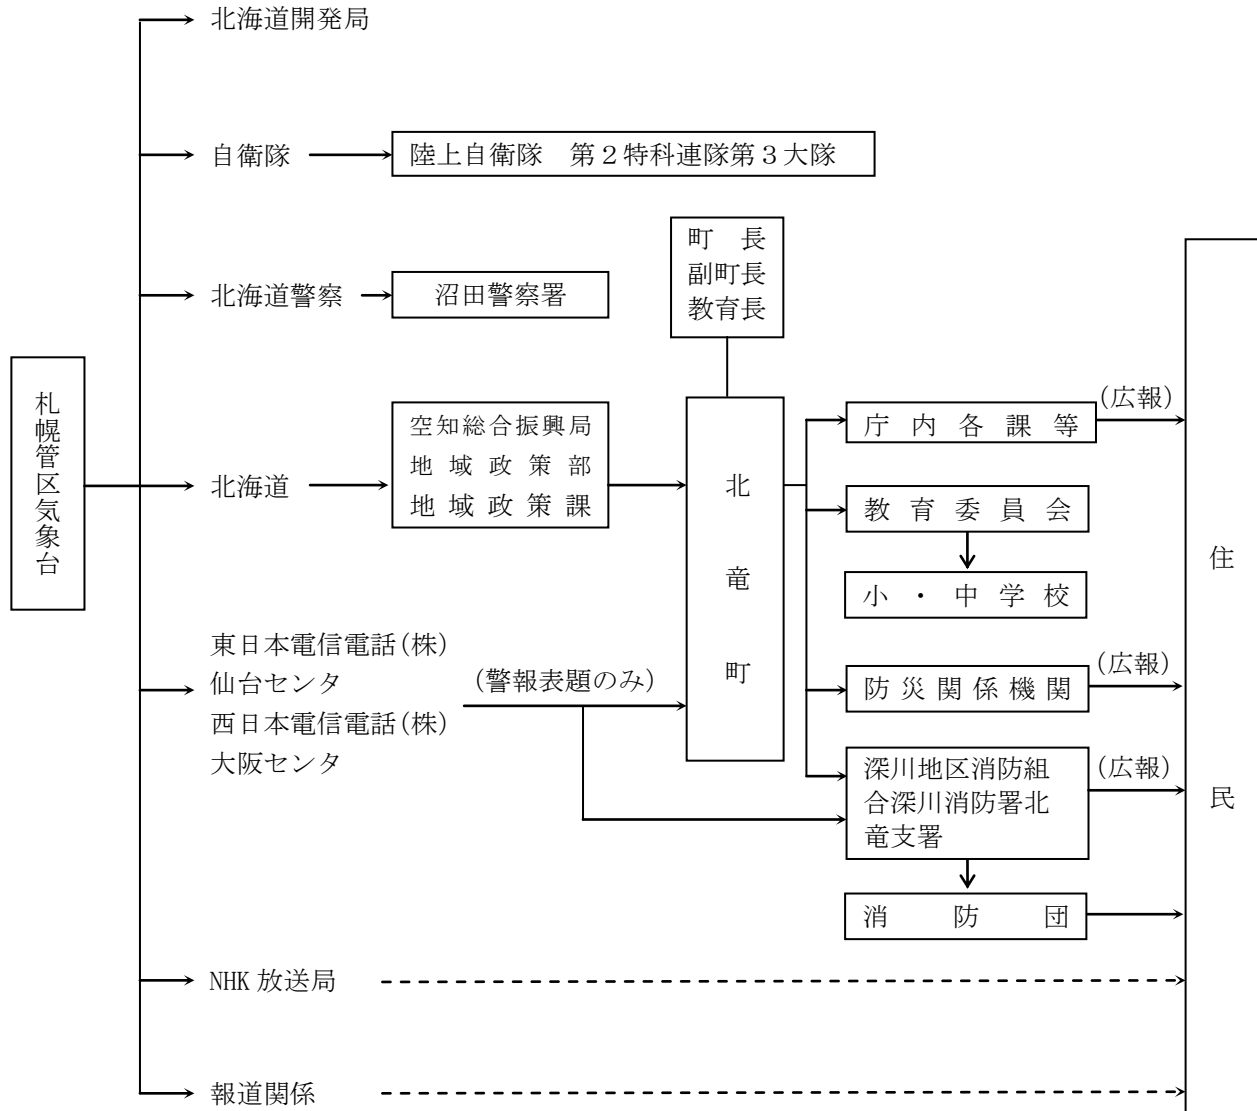 北海道開発局
自衛隊
陸上自衛隊 第２特科連隊第３大隊
町 長
副町長
教育長
北海道警察
沼田警察署
札幌管区気象台
北海道
空知総合振興局
地域政策部
地域政策課
北竜町
庁内各課等
(広報)
教育委員会
小・中学校
住民
東日本電信電話(株)
仙台センタ
西日本電信電話(株)
大阪センタ
(警報表題のみ)
防災関係機関
(広報)
深川地区消防組
合深川消防署北
竜支署
(広報)
消防団
NHK 放送局
報道関係